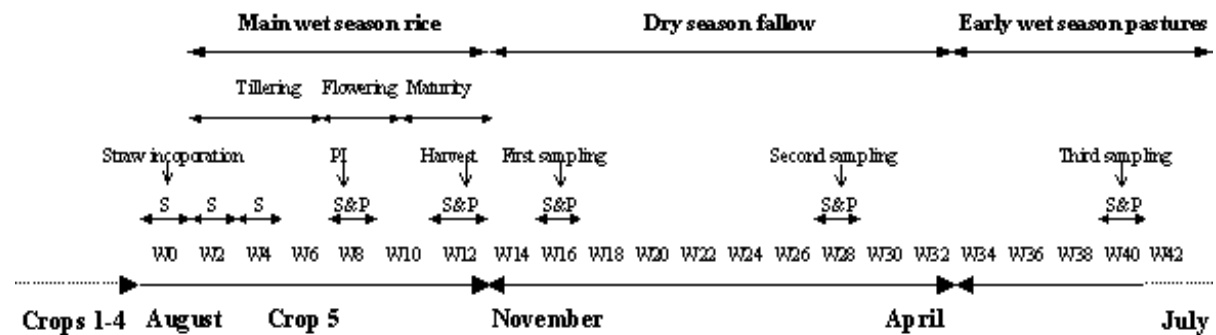 Main wet season rice Dry season fallow Early wet season pastures
Tillering Flowering Maturity
Straw incoporation PI Harvest First sampling Second sampling Third sampling
S S S S&P S&P S&P S&P S&P
W0 W2 W4 W6 W8 W10 W12 W14 W16 W18 W20 W22 W24 W26 W28 W30 W32 W34 W36 W38 W40 W42
Crops 1-4 August Crop 5 November April July